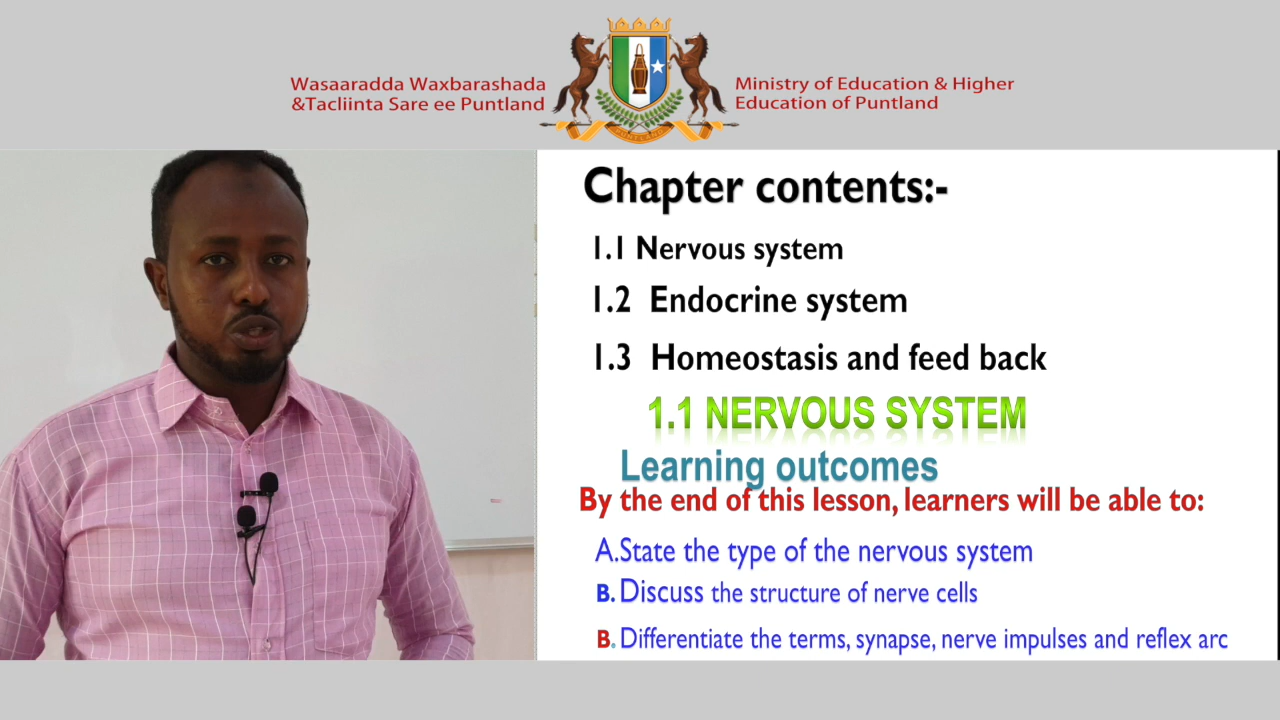 Wasaaradda Waxbarashada
&Tacliinta Sare ee Puntland
Ministry of Education & Higher
Education of Puntland
Chapter contents:-
1.1 Nervous system
1.2 Endocrine system
1.3 Homeostasis and feed back
1.1 NERVOUS SYSTEM
Learning outcomes
By the end of this lesson, learners will be able to:
A.State the type of the nervous system
B. Discuss the structure of nerve cells
B. Differentiate the terms, synapse, nerve impulses and reflex arc